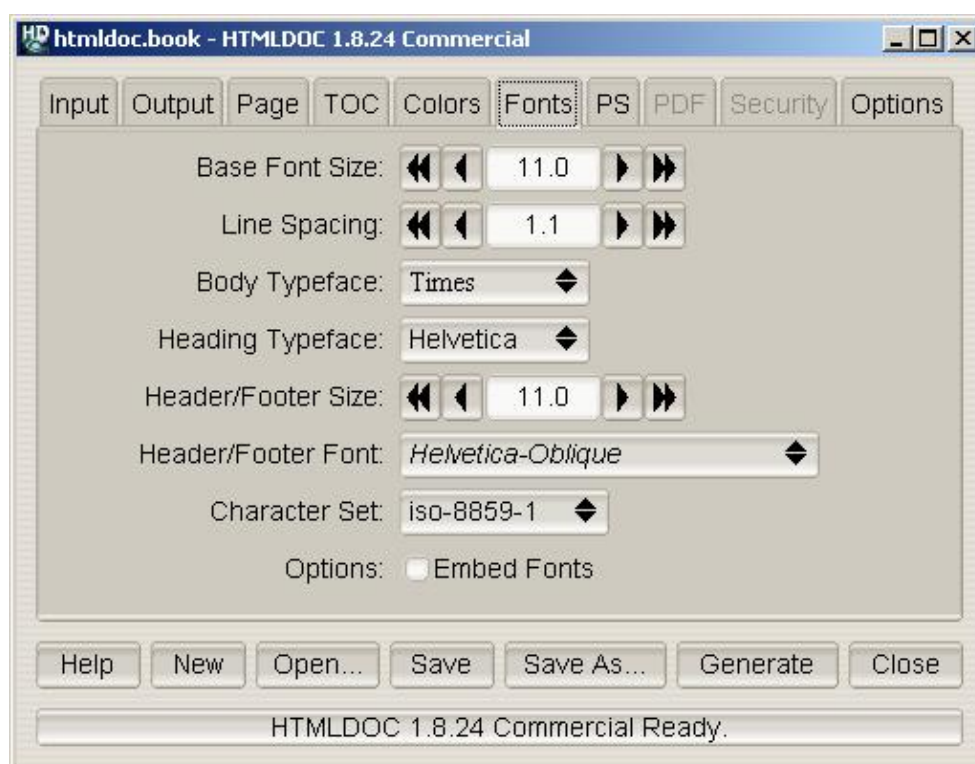 htmldoc.book - HTMLDOC 1.8.24 Commercial
Input Output Page TOC Colors Fonts PS PDF Security Options
Base Font Size: 11.0
Line Spacing: 1.1
Body Typeface: Times
Heading Typeface: Helvetica
Header/Footer Size: 11.0
Header/Footer Font: Helvetica-Oblique
Character Set: iso-8859-1
Options: Embed Fonts
Help New Open... Save Save As... Generate Close
HTMLDOC 1.8.24 Commercial Ready.